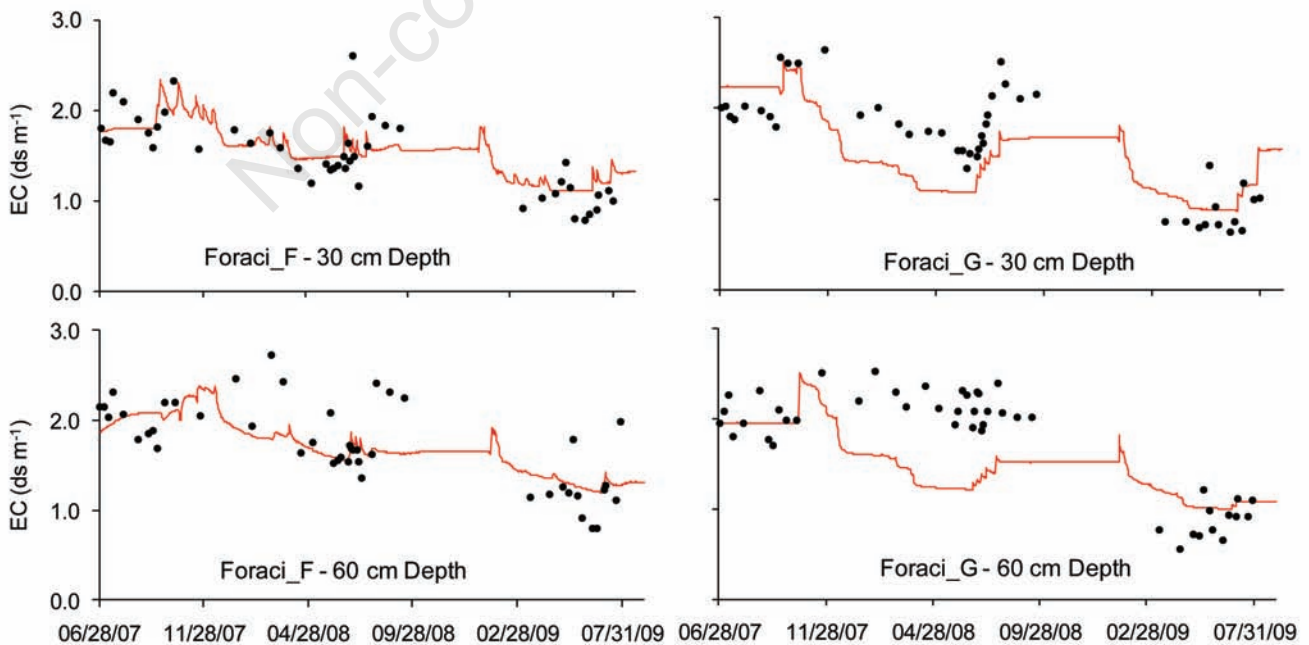 Non-co
3.0
2.0
1.0
0.0
EC (ds m⁻¹)
Foraci_F - 30 cm Depth
Foraci_G - 30 cm Depth
3.0
2.0
1.0
0.0
EC (ds m⁻¹)
Foraci_F - 60 cm Depth
Foraci_G - 60 cm Depth
06/28/07 11/28/07 04/28/08 09/28/08 02/28/09 07/31/09
06/28/07 11/28/07 04/28/08 09/28/08 02/28/09 07/31/09